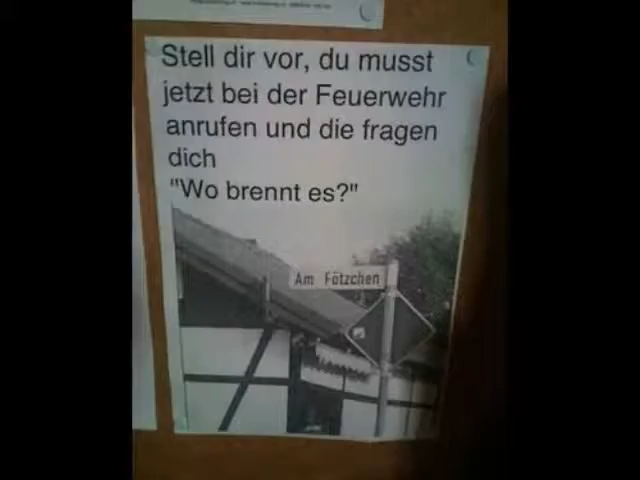 Stell dir vor, du musst
jetzt bei der Feuerwehr
anrufen und die fragen
dich
"Wo brennt es?"
Am Fötzchen